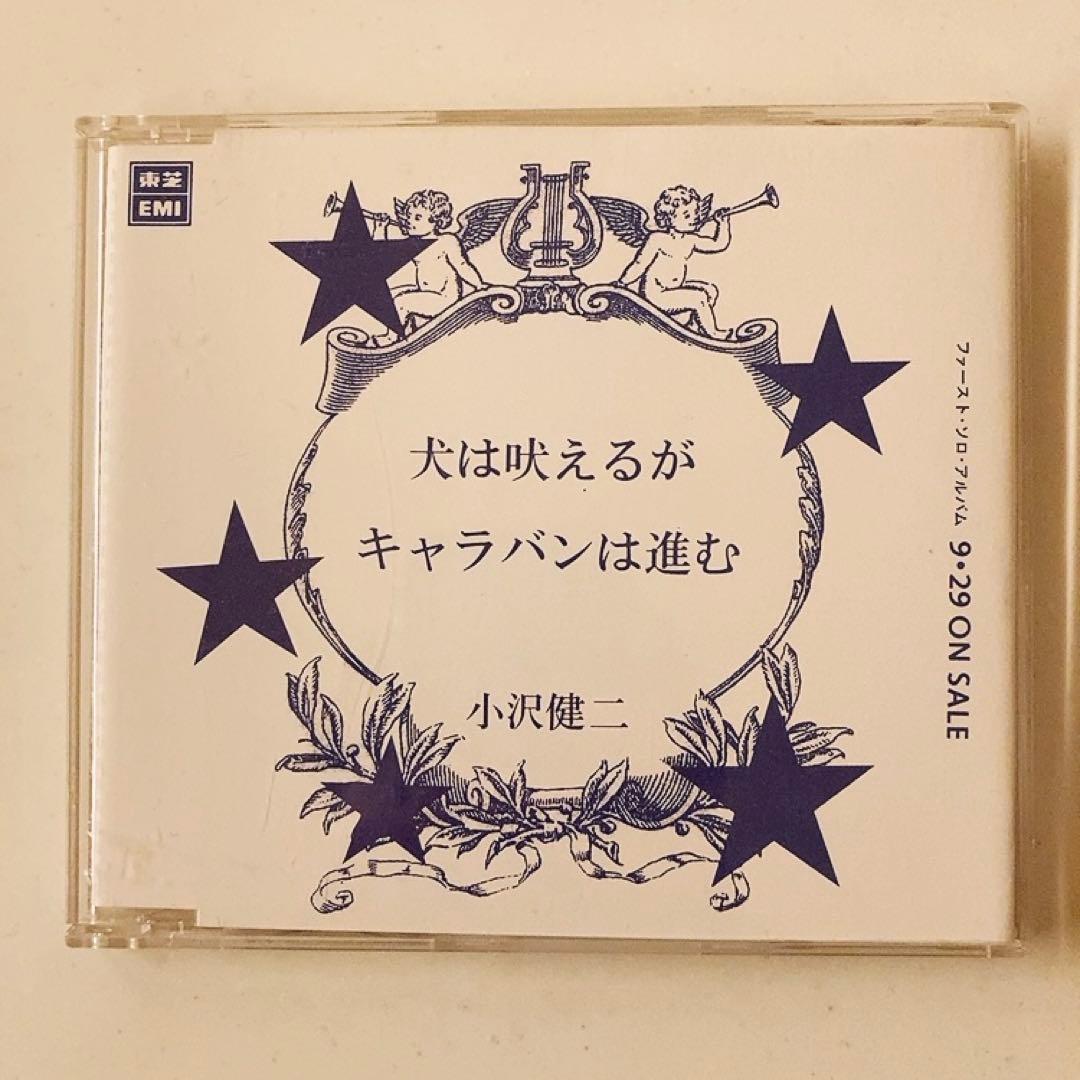 東芝
EMI
犬は吠えるが
キャラバンは進む
小沢健二
ファースト・ソロ・アルバム 9・29 ON SALE